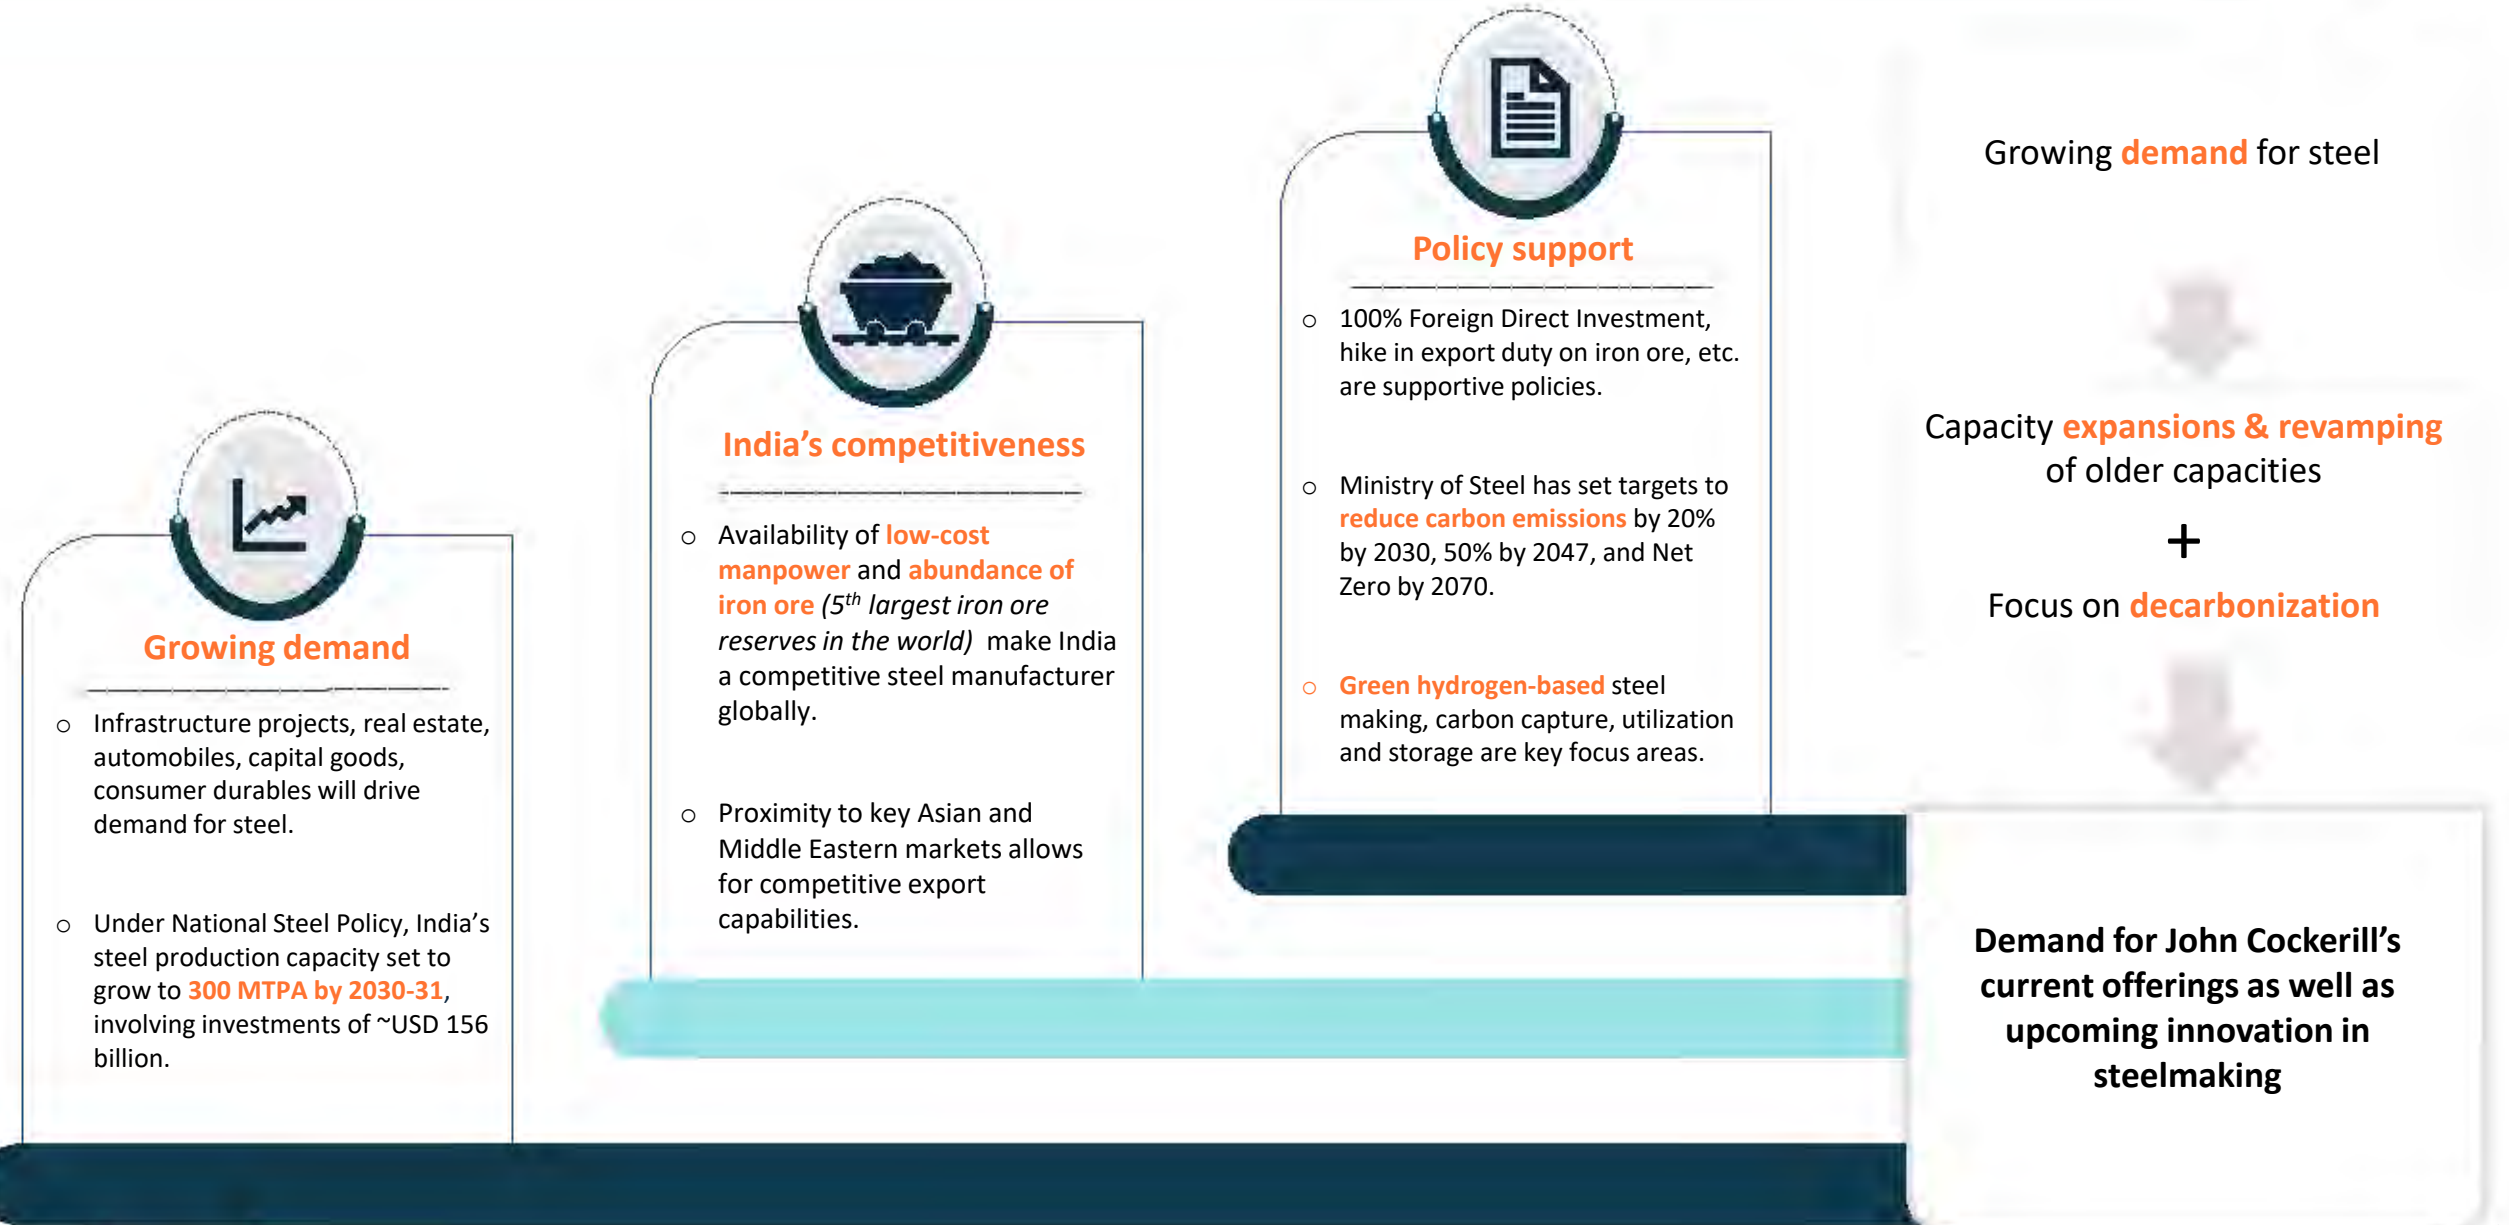 Growing demand
Infrastructure projects, real estate,
automobiles, capital goods,
consumer durables will drive
demand for steel.
Under National Steel Policy, India’s
steel production capacity set to
grow to 300 MTPA by 2030-31,
involving investments of ~USD 156
billion.
India’s competitiveness
Availability of low-cost
manpower and abundance of
iron ore (5th largest iron ore
reserves in the world) make India
a competitive steel manufacturer
globally.
Proximity to key Asian and
Middle Eastern markets allows
for competitive export
capabilities.
Policy support
100% Foreign Direct Investment,
hike in export duty on iron ore, etc.
are supportive policies.
Ministry of Steel has set targets to
reduce carbon emissions by 20%
by 2030, 50% by 2047, and Net
Zero by 2070.
Green hydrogen-based steel
making, carbon capture, utilization
and storage are key focus areas.
Growing demand for steel
Capacity expansions & revamping
of older capacities
+
Focus on decarbonization
Demand for John Cockerill’s
current offerings as well as
upcoming innovation in
steelmaking